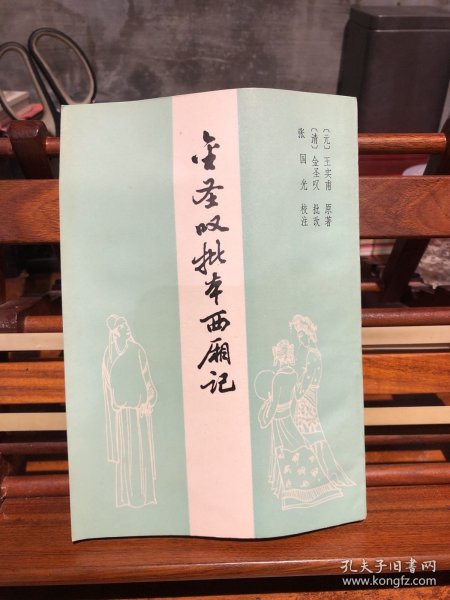 〔元〕王实甫 原著
〔清〕金圣叹 批改
张国光 校注
金圣叹批本西厢记
孔夫子旧书网
www.kongfz.com